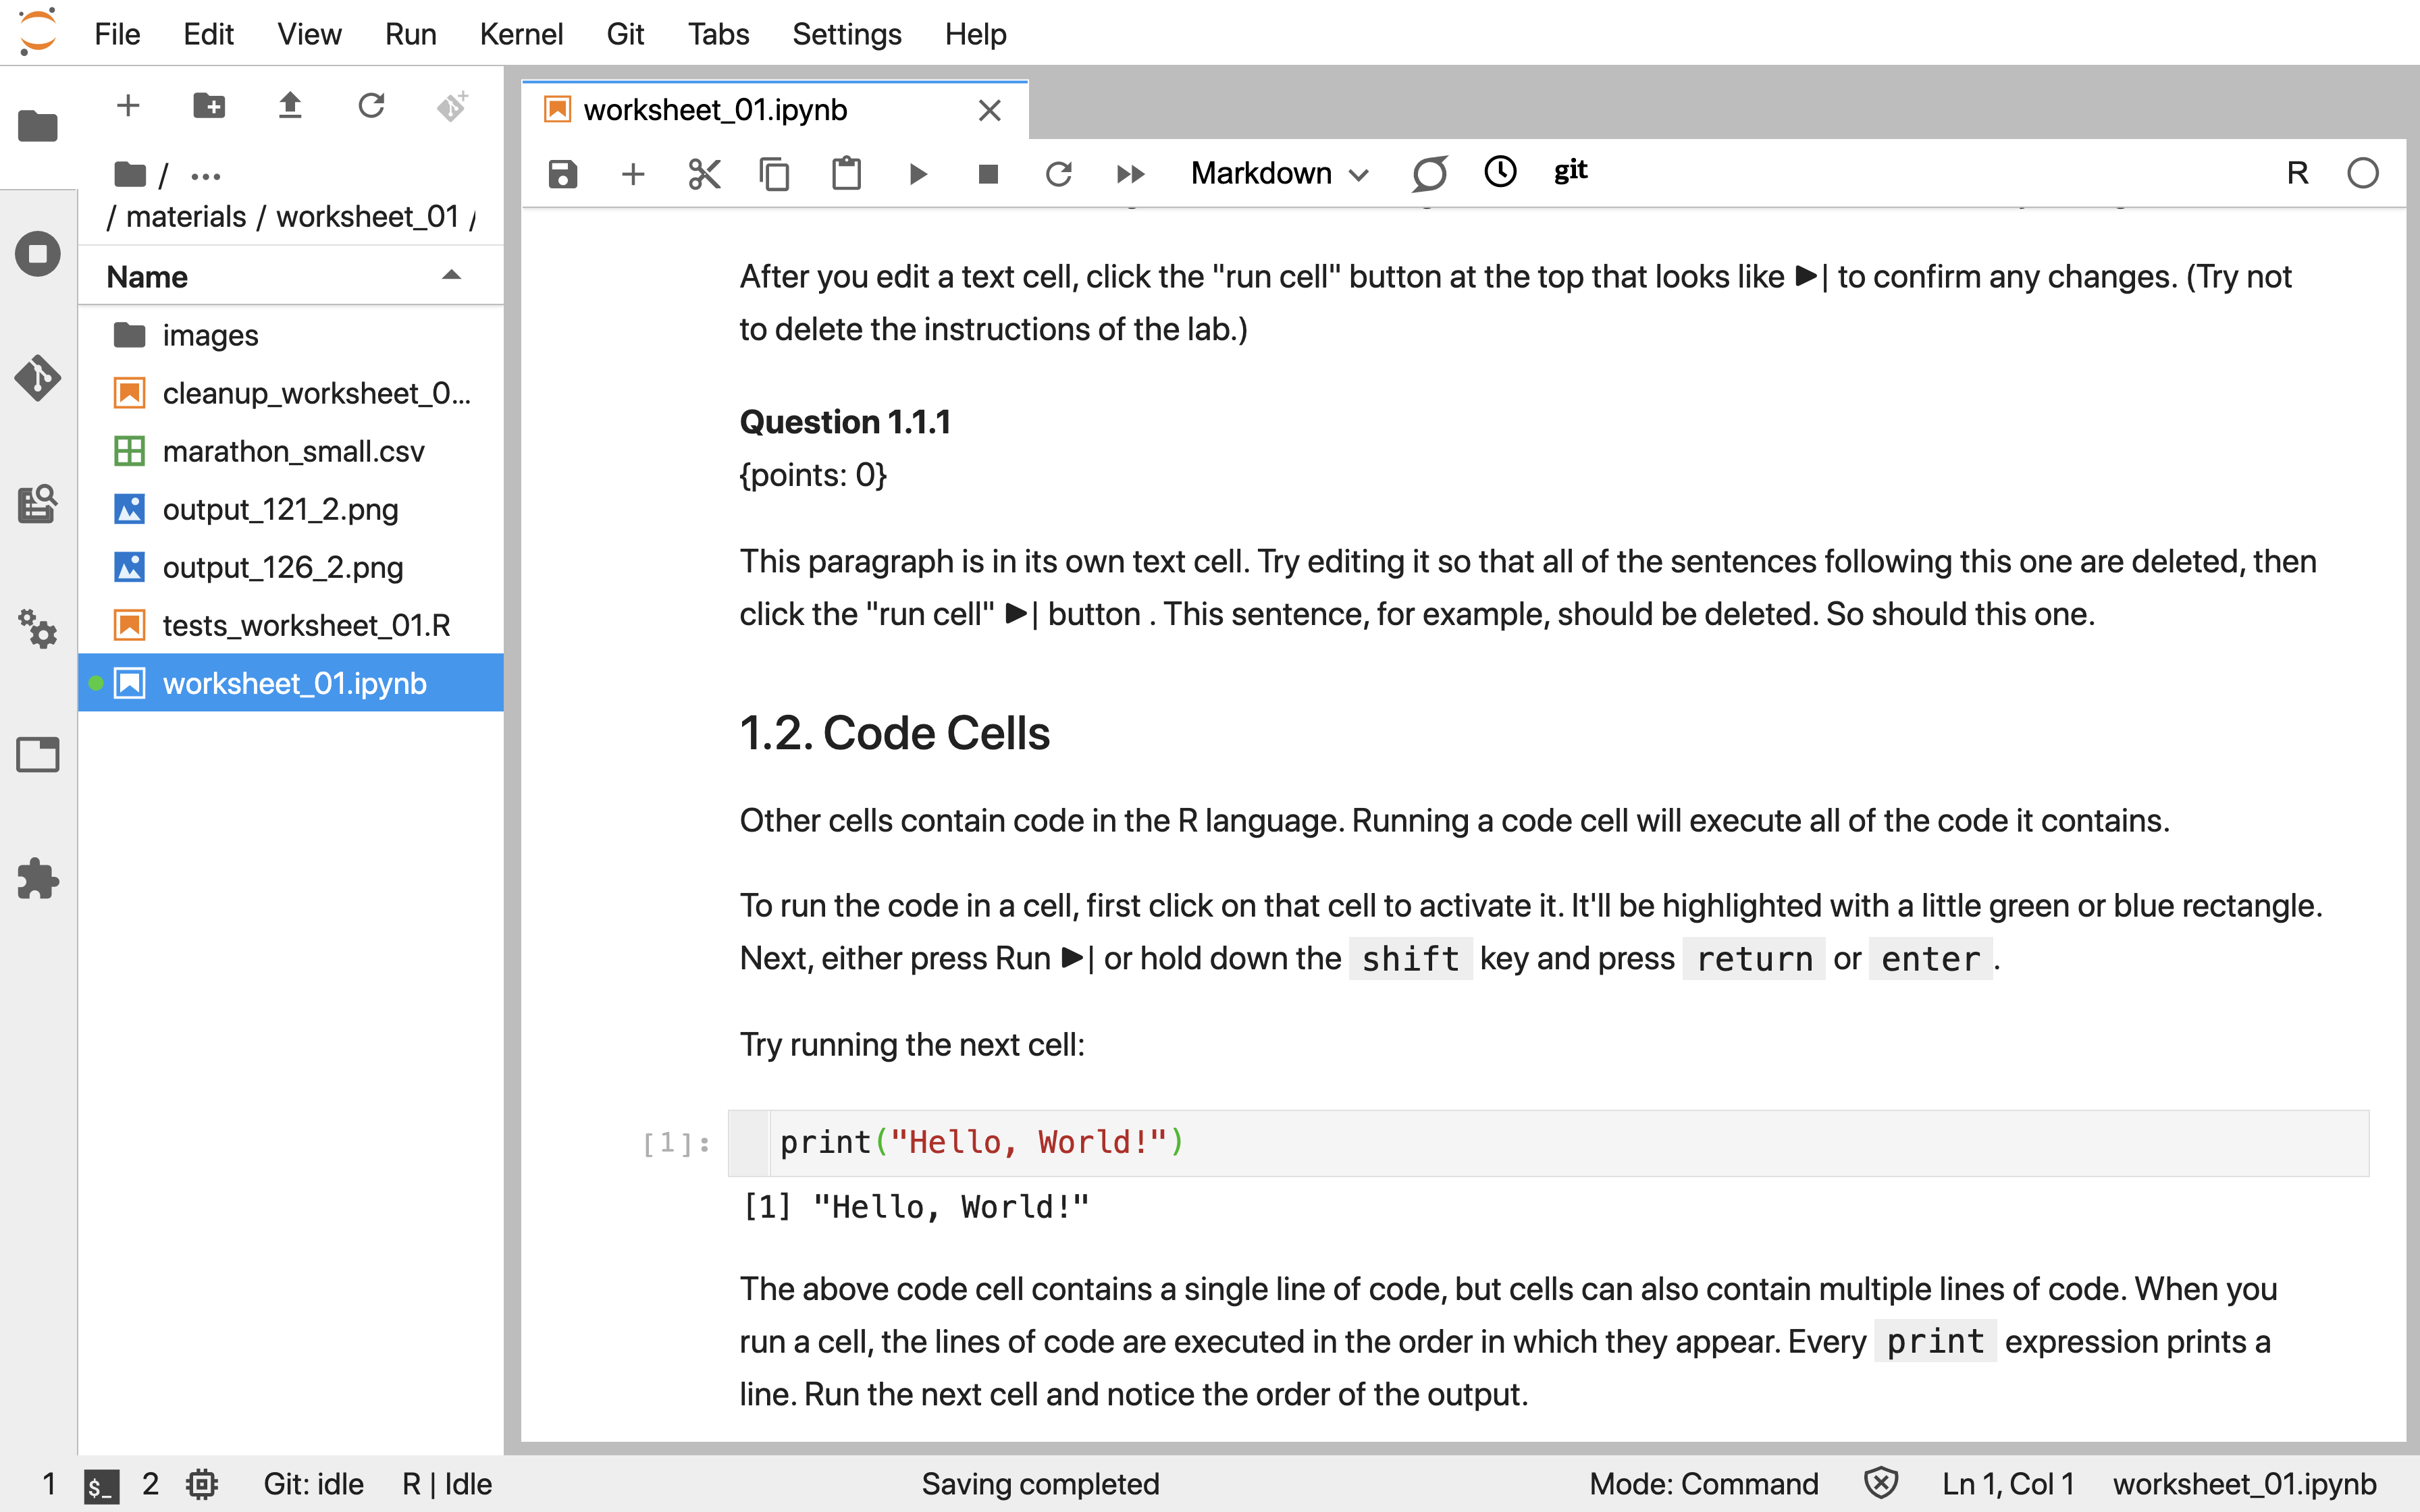 File Edit View Run Kernel Git Tabs Settings Help
/ ...
/ materials / worksheet_01 /
Name
images
cleanup_worksheet_0...
marathon_small.csv
output_121_2.png
output_126_2.png
tests_worksheet_01.R
worksheet_01.ipynb
worksheet_01.ipynb
Markdown git R
After you edit a text cell, click the "run cell" button at the top that looks like ▶| to confirm any changes. (Try not
to delete the instructions of the lab.)
Question 1.1.1
{points: 0}
This paragraph is in its own text cell. Try editing it so that all of the sentences following this one are deleted, then
click the "run cell" ▶| button . This sentence, for example, should be deleted. So should this one.
1.2. Code Cells
Other cells contain code in the R language. Running a code cell will execute all of the code it contains.
To run the code in a cell, first click on that cell to activate it. It'll be highlighted with a little green or blue rectangle.
Next, either press Run ▶| or hold down the shift key and press return or enter .
Try running the next cell:
[1]: print("Hello, World!")
[1] "Hello, World!"
The above code cell contains a single line of code, but cells can also contain multiple lines of code. When you
run a cell, the lines of code are executed in the order in which they appear. Every print expression prints a
line. Run the next cell and notice the order of the output.
1 $_ 2 Git: idle R | Idle Saving completed Mode: Command Ln 1, Col 1 worksheet_01.ipynb